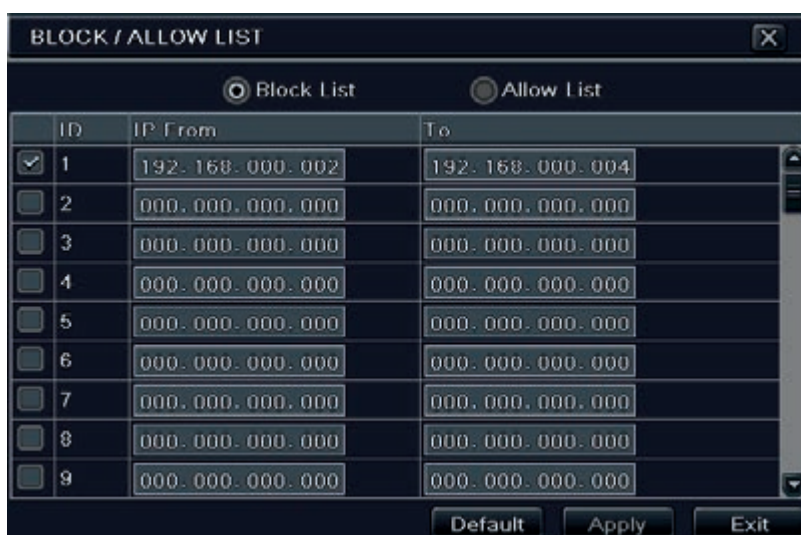 BLOCK / ALLOW LIST
Block List Allow List
ID IP From To
1 192. 168. 000. 002 192. 168. 000. 004
2 000. 000. 000. 000 000. 000. 000. 000
3 000. 000. 000. 000 000. 000. 000. 000
4 000. 000. 000. 000 000. 000. 000. 000
5 000. 000. 000. 000 000. 000. 000. 000
6 000. 000. 000. 000 000. 000. 000. 000
7 000. 000. 000. 000 000. 000. 000. 000
8 000. 000. 000. 000 000. 000. 000. 000
9 000. 000. 000. 000 000. 000. 000. 000
Default Apply Exit